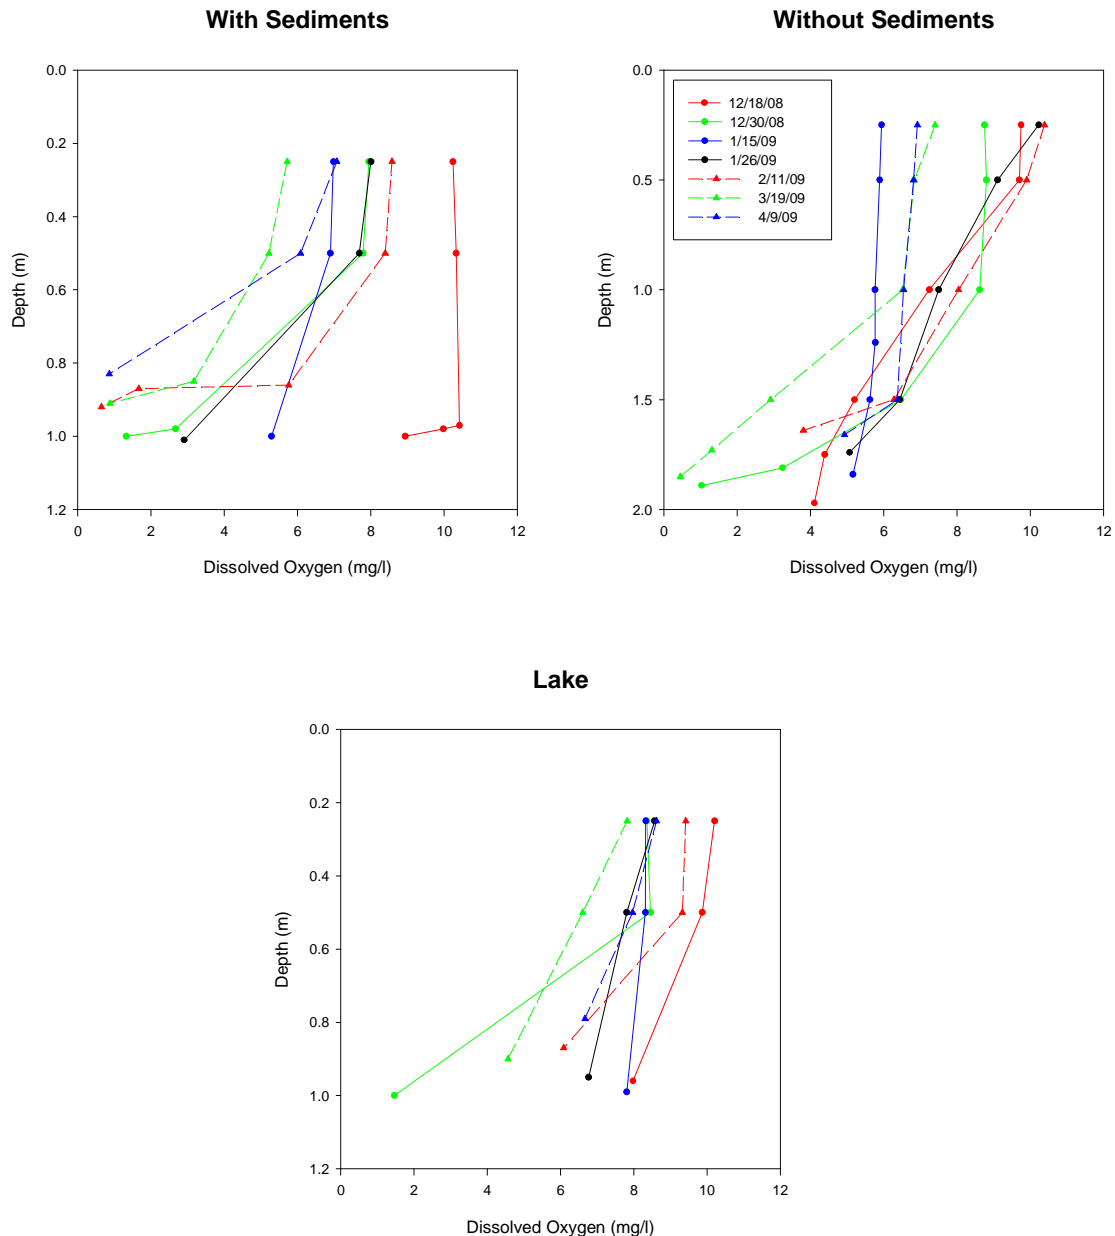 With Sediments
Without Sediments
0.0
0.2
0.4
0.6
0.8
1.0
1.2
Depth (m)
0 2 4 6 8 10 12
Dissolved Oxygen (mg/l)
0.0
0.5
1.0
1.5
2.0
Depth (m)
12/18/08
12/30/08
1/15/09
1/26/09
2/11/09
3/19/09
4/9/09
0 2 4 6 8 10 12
Dissolved Oxygen (mg/l)
Lake
0.0
0.2
0.4
0.6
0.8
1.0
1.2
Depth (m)
0 2 4 6 8 10 12
Dissolved Oxygen (mg/l)